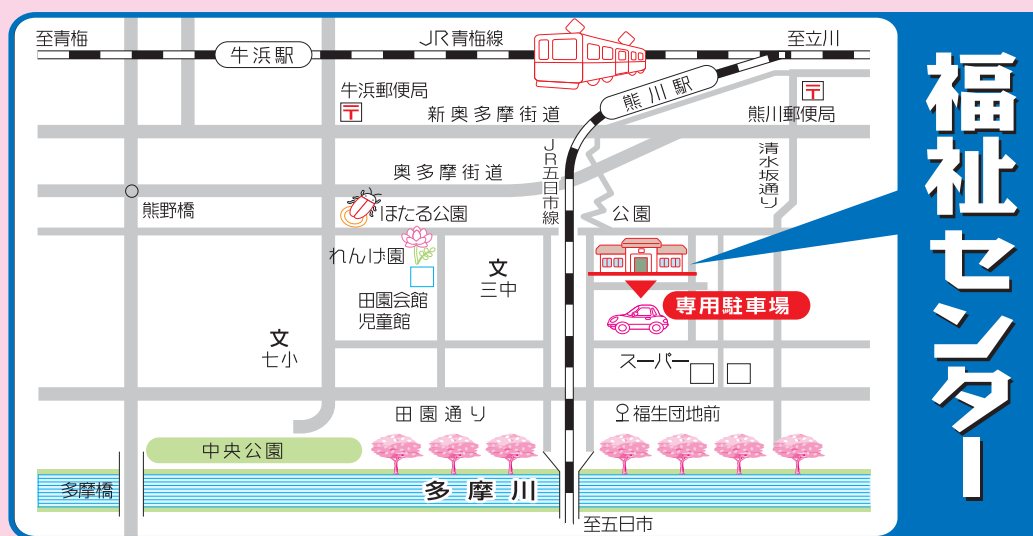 至青梅
牛浜駅
JR青梅線
至立川
牛浜郵便局
熊川駅
新奥多摩街道
熊川郵便局
奥多摩街道
JR五日市線
清水坂通り
熊野橋
ほたる公園
公園
れんげ園
文
三中
田園会館
児童館
専用駐車場
文
七小
スーパー
田園通り
福生団地前
中央公園
多摩橋
多摩川
至五日市
福祉センター